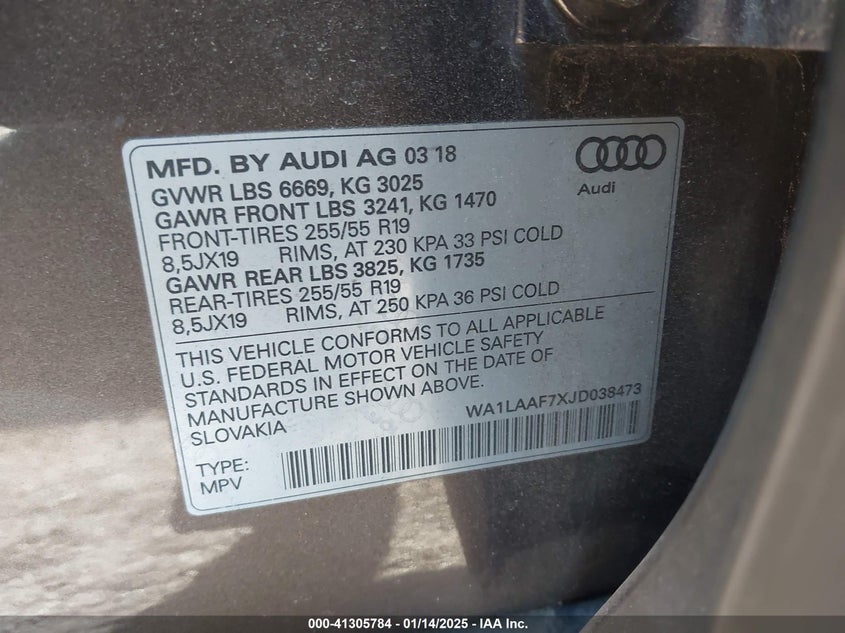 MFD. BY AUDI AG 03 18
Audi
GVWR LBS 6669, KG 3025
GAWR FRONT LBS 3241, KG 1470
FRONT-TIRES 255/55 R19
8,5JX19 RIMS, AT 230 KPA 33 PSI COLD
GAWR REAR LBS 3825, KG 1735
REAR-TIRES 255/55 R19
8,5JX19 RIMS, AT 250 KPA 36 PSI COLD
THIS VEHICLE CONFORMS TO ALL APPLICABLE
U.S. FEDERAL MOTOR VEHICLE SAFETY
STANDARDS IN EFFECT ON THE DATE OF
MANUFACTURE SHOWN ABOVE.
SLOVAKIA
WA1LAAF7XJD038473
TYPE:
MPV
000-41305784 - 01/14/2025 - IAA Inc.